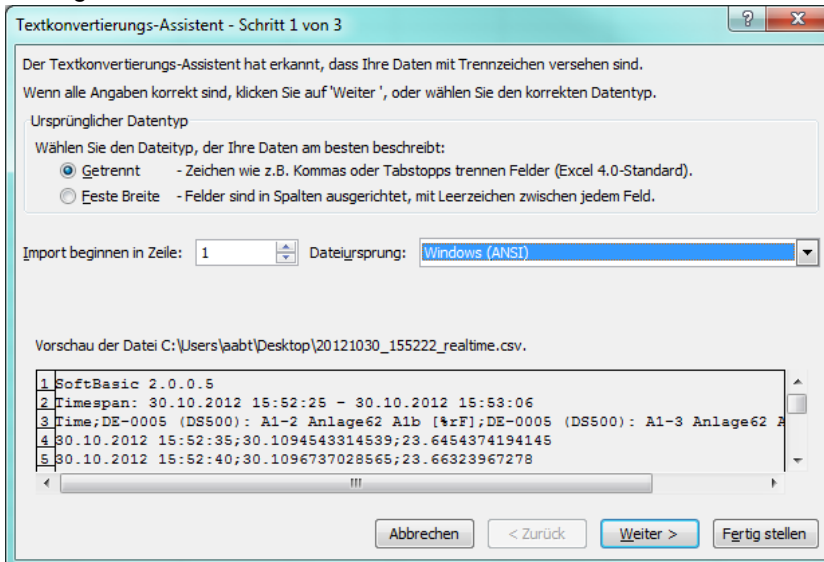 Textkonvertierungs-Assistent - Schritt 1 von 3
Der Textkonvertierungs-Assistent hat erkannt, dass Ihre Daten mit Trennzeichen versehen sind.
Wenn alle Angaben korrekt sind, klicken Sie auf 'Weiter ', oder wählen Sie den korrekten Datentyp.
Ursprünglicher Datentyp
Wählen Sie den Dateityp, der Ihre Daten am besten beschreibt:
Getrennt - Zeichen wie z.B. Kommas oder Tabstopps trennen Felder (Excel 4.0-Standard).
Feste Breite - Felder sind in Spalten ausgerichtet, mit Leerzeichen zwischen jedem Feld.
Import beginnen in Zeile: 1 Dateiursprung: Windows (ANSI)
Vorschau der Datei C:\Users\aabt\Desktop\20121030_155222_realtime.csv.
1 SoftBasic 2.0.0.5
2 Timespan: 30.10.2012 15:52:25 - 30.10.2012 15:53:06
3 Time;DE-0005 (DS500): A1-2 Anlage62 A1b [%rF];DE-0005 (DS500): A1-3 Anlage62 A
4 30.10.2012 15:52:35;30.1094543314539;23.6454374194145
5 30.10.2012 15:52:40;30.1096737028565;23.66323967278
Abbrechen < Zurück Weiter > Fertig stellen